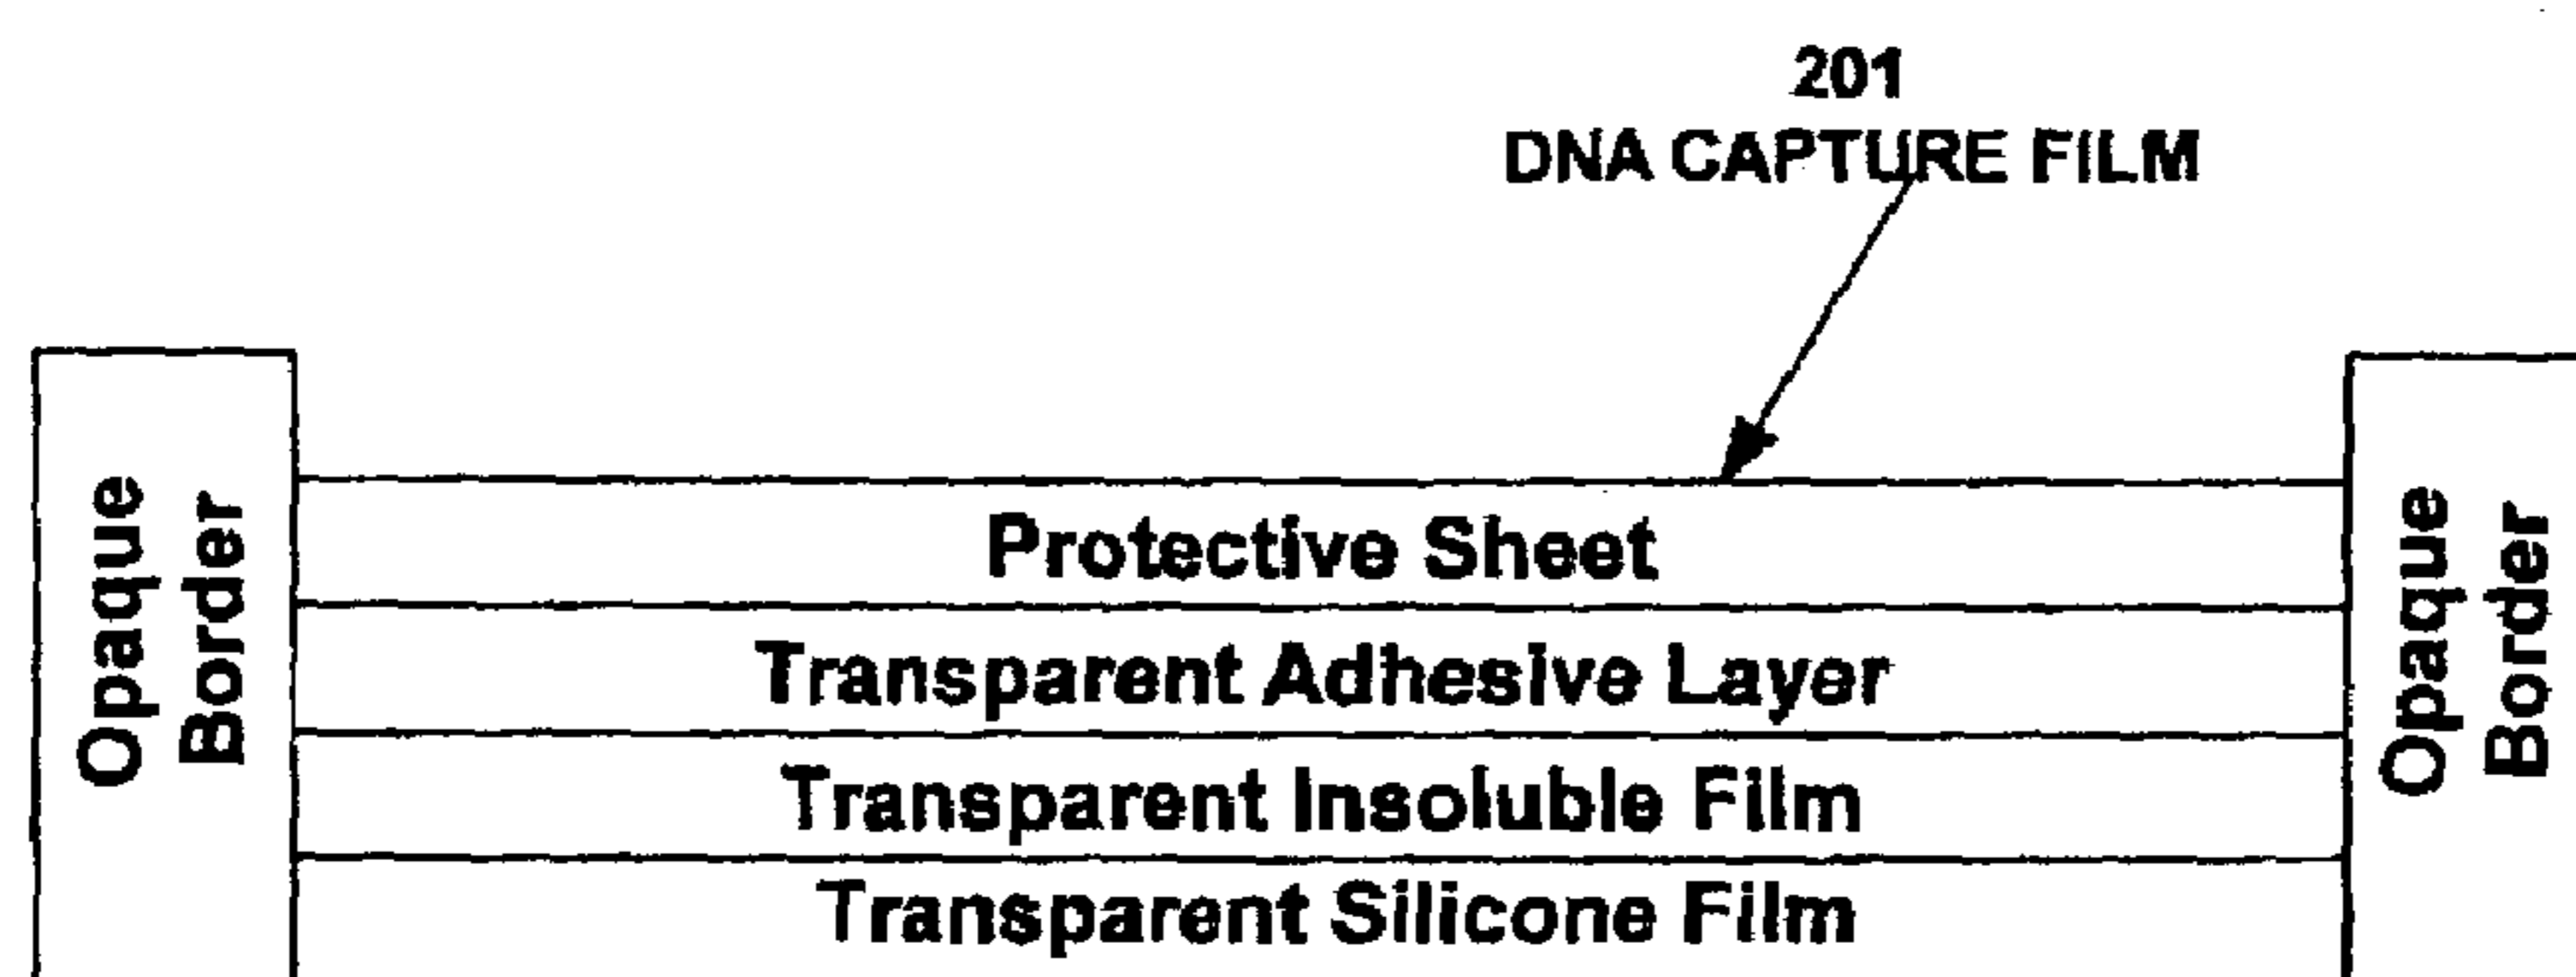 201
DNA CAPTURE FILM
Opaque
Border
Protective Sheet
Transparent Adhesive Layer
Transparent Insoluble Film
Transparent Silicone Film
Opaque
Border